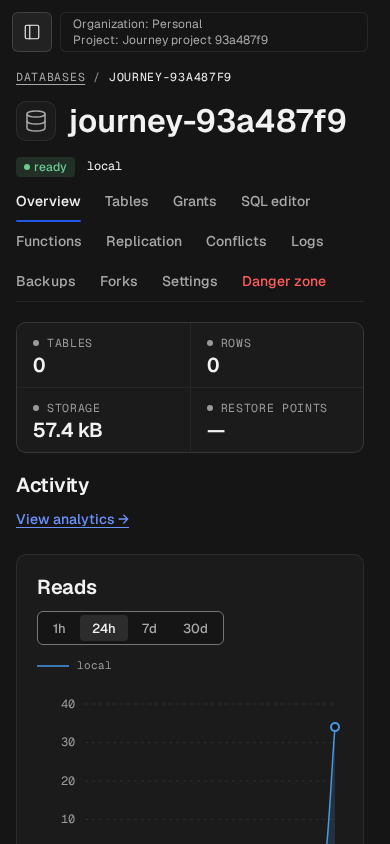 Organization: Personal
Project: Journey project 93a487f9
DATABASES / JOURNEY-93A487F9
journey-93a487f9
ready local
Overview Tables Grants SQL editor
Functions Replication Conflicts Logs
Backups Forks Settings Danger zone
TABLES ROWS
0 0
STORAGE RESTORE POINTS
57.4 kB —
Activity
View analytics →
Reads
1h 24h 7d 30d
local
40
30
20
10